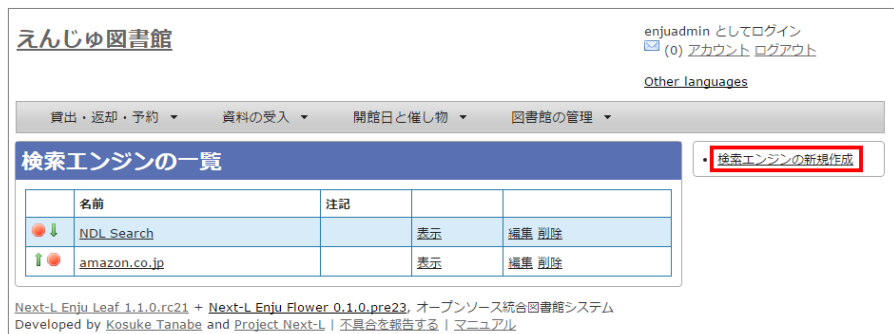 えんじゅ図書館
enjuadmin としてログイン
(0) アカウント ログアウト
Other languages
貸出・返却・予約 ▼ 資料の受入 ▼ 開館日と催し物 ▼ 図書館の管理 ▼
検索エンジンの一覧
• 検索エンジンの新規作成
名前 注記
NDL Search 表示 編集 削除
amazon.co.jp 表示 編集 削除
Next-L Enju Leaf 1.1.0.rc21 + Next-L Enju Flower 0.1.0.pre23, オープンソース統合図書館システム
Developed by Kosuke Tanabe and Project Next-L | 不具合を報告する | マニュアル